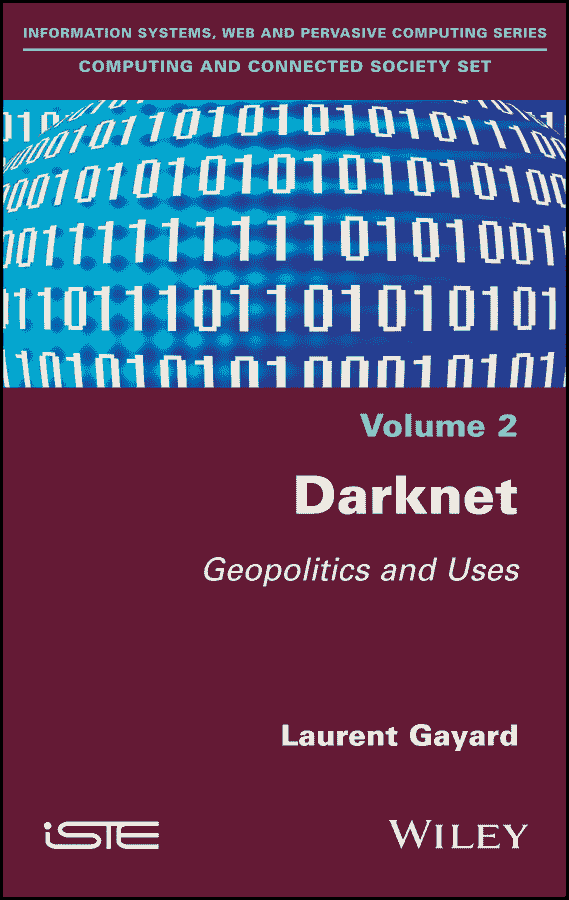 INFORMATION SYSTEMS, WEB AND PERVASIVE COMPUTING SERIES
COMPUTING AND CONNECTED SOCIETY SET
Volume 2
Darknet
Geopolitics and Uses
Laurent Gayard
iSTE
WILEY